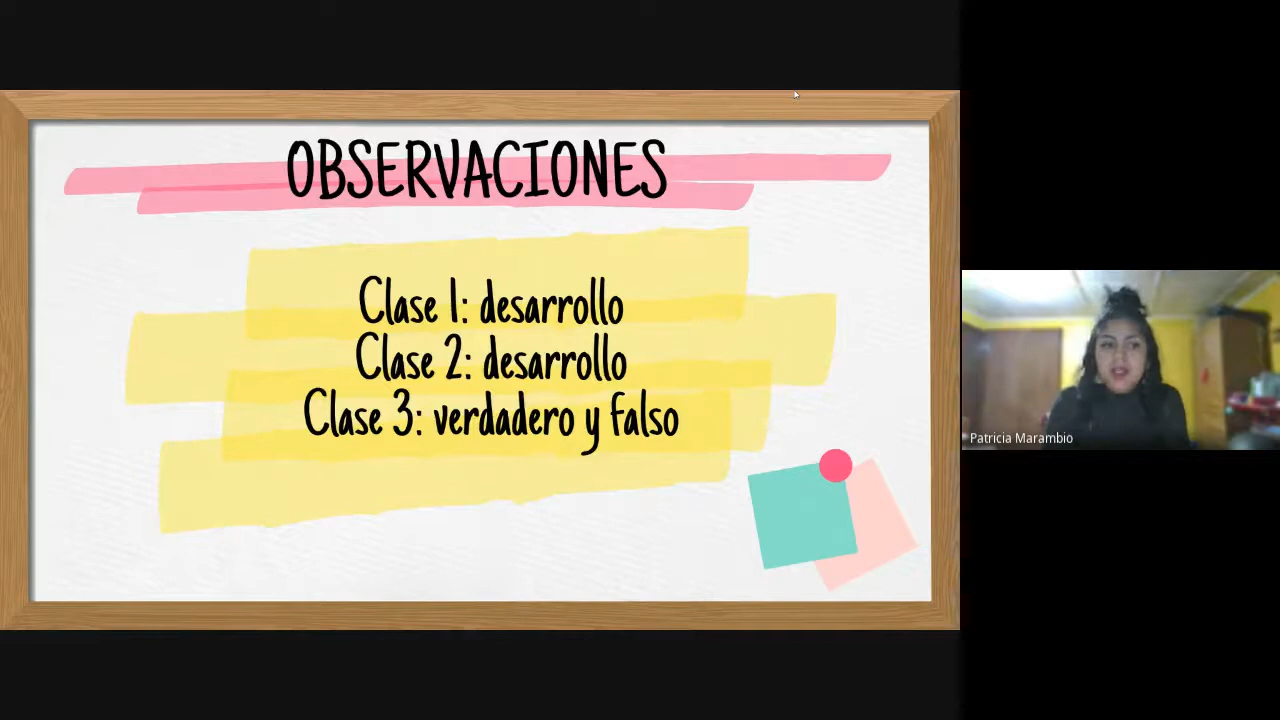 OBSERVACIONES
Clase 1: desarrollo
Clase 2: desarrollo
Clase 3: verdadero y falso
Patricia Marambio